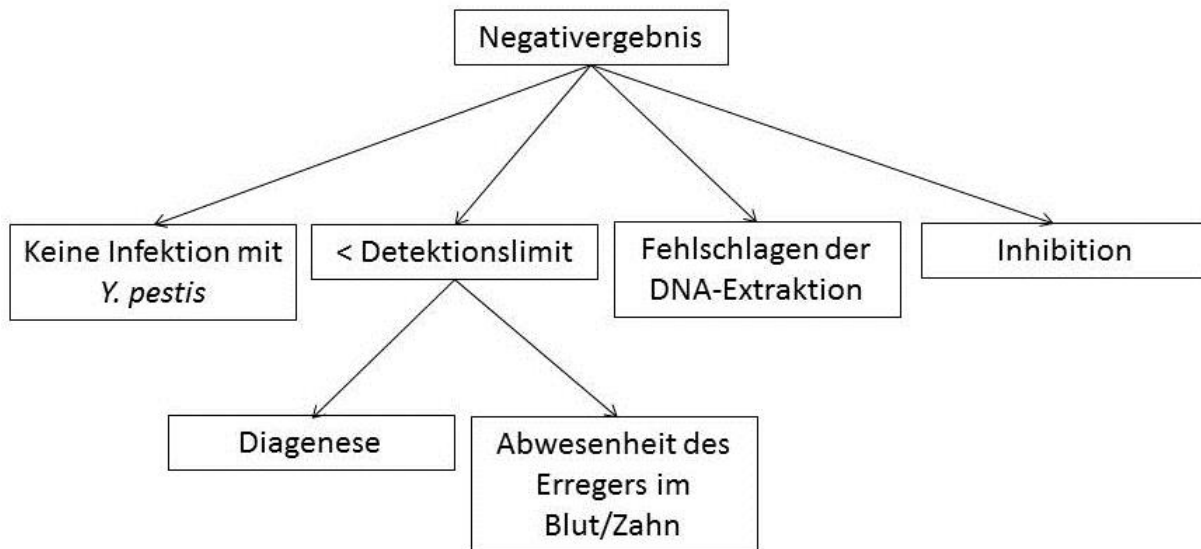 Negativergebnis
Keine Infektion mit
Y. pestis
< Detektionslimit
Fehlschlagen der
DNA-Extraktion
Inhibition
Diagenese
Abwesenheit des
Erregers im
Blut/Zahn